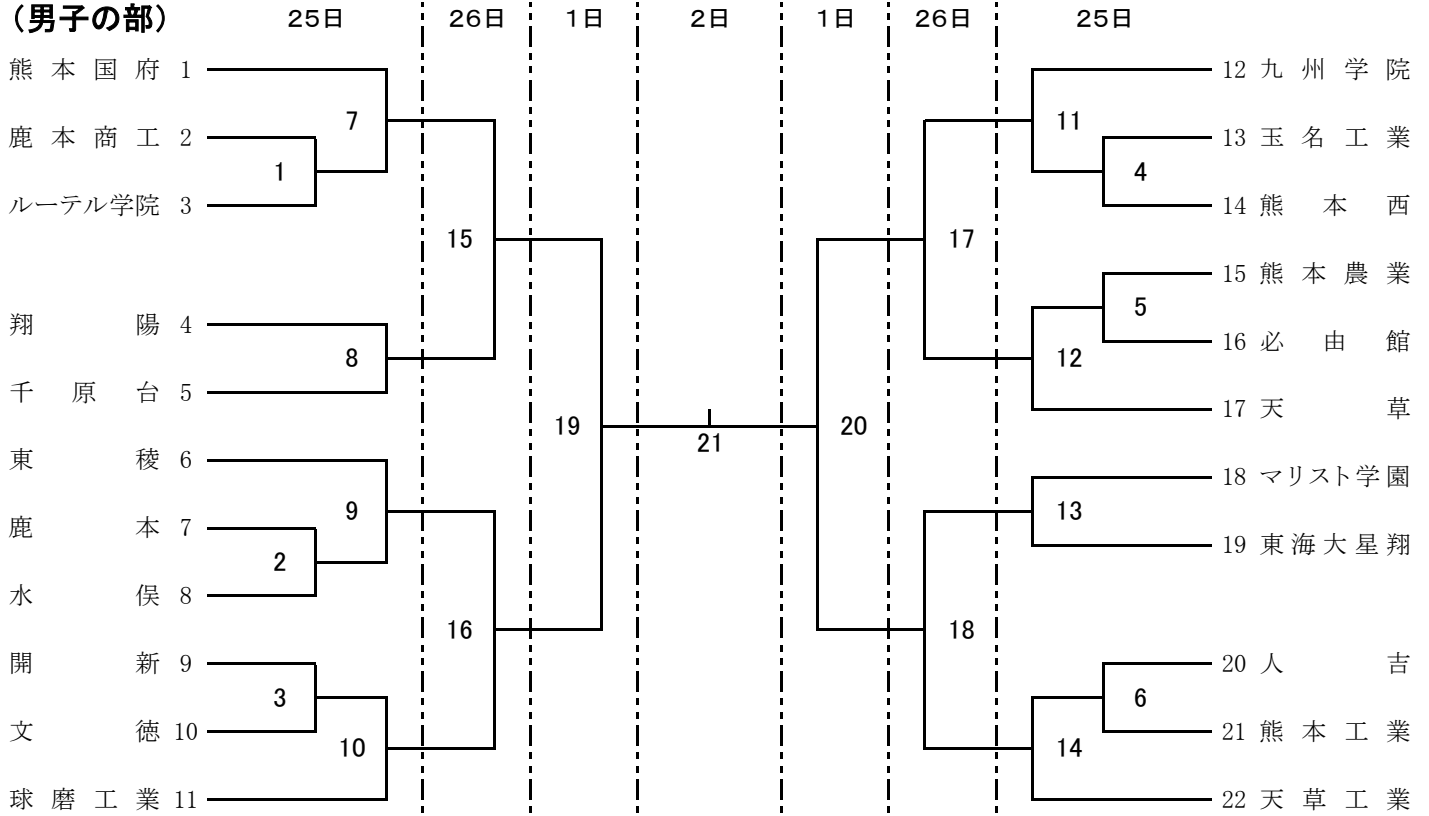 (男子の部) 25日 26日 1日 2日 1日 26日 25日
熊本国府 1 12 九州学院
7 11
鹿本商工 2 13 玉名工業
1 4
ルーテル学院 3 14 熊本西
15 17
15 熊本農業
5
翔陽 4 16 必由館
8 12
千原台 5 17 天草
19 20
21
東稜 6 18 マリスト学園
9 13
鹿本 7 19 東海大星翔
2
水俣 8
16 18
開新 9 20 人吉
3 6
文徳 10 21 熊本工業
10 14
球磨工業 11 22 天草工業